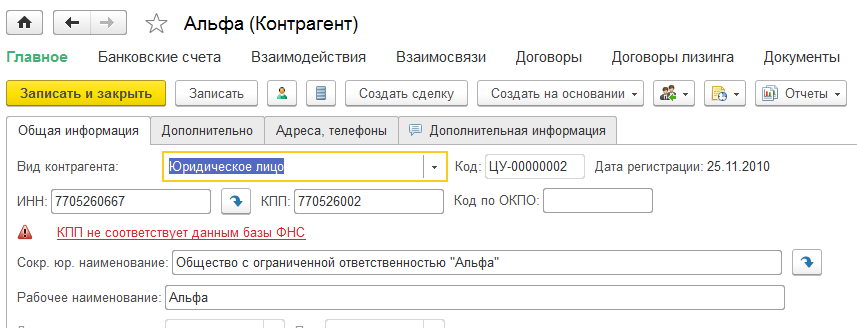 Альфа (Контрагент)
Главное Банковские счета Взаимодействия Взаимосвязи Договоры Договоры лизинга Документы
Записать и закрыть Записать Создать сделку Создать на основании Отчеты
Общая информация Дополнительно Адреса, телефоны Дополнительная информация
Вид контрагента: Юридическое лицо Код: ЦУ-00000002 Дата регистрации: 25.11.2010
ИНН: 7705260667 КПП: 770526002 Код по ОКПО:
КПП не соответствует данным базы ФНС
Сокр. юр. наименование: Общество с ограниченной ответственностью "Альфа"
Рабочее наименование: Альфа